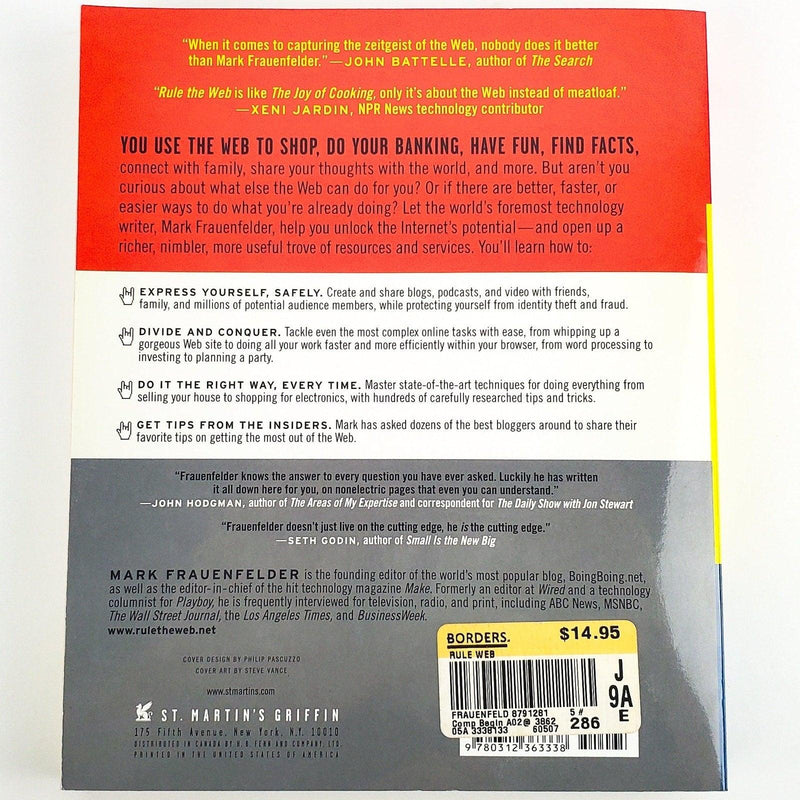 “When it comes to capturing the zeitgeist of the Web, nobody does it better
than Mark Frauenfelder.”—JOHN BATTELLE, author of The Search
“Rule the Web is like The Joy of Cooking, only it’s about the Web instead of meatloaf.”
—XENI JARDIN, NPR News technology contributor
YOU USE THE WEB TO SHOP, DO YOUR BANKING, HAVE FUN, FIND FACTS,
connect with family, share your thoughts with the world, and more. But aren’t you
curious about what else the Web can do for you? Or if there are better, faster, or
easier ways to do what you’re already doing? Let the world’s foremost technology
writer, Mark Frauenfelder, help you unlock the Internet’s potential—and open up a
richer, nimbler, more useful trove of resources and services. You’ll learn how to:
EXPRESS YOURSELF, SAFELY. Create and share blogs, podcasts, and video with friends,
family, and millions of potential audience members, while protecting yourself from identity theft and fraud.
DIVIDE AND CONQUER. Tackle even the most complex online tasks with ease, from whipping up a
gorgeous Web site to doing all your work faster and more efficiently within your browser, from word processing to
investing to planning a party.
DO IT THE RIGHT WAY, EVERY TIME. Master state-of-the-art techniques for doing everything from
selling your house to shopping for electronics, with hundreds of carefully researched tips and tricks.
GET TIPS FROM THE INSIDERS. Mark has asked dozens of the best bloggers around to share their
favorite tips on getting the most out of the Web.
“Frauenfelder knows the answer to every question you have ever asked. Luckily he has written
it all down here for you, on nonelectric pages that even you can understand.”
—JOHN HODGMAN, author of The Areas of My Expertise and correspondent for The Daily Show with Jon Stewart
“Frauenfelder doesn’t just live on the cutting edge, he is the cutting edge.”
—SETH GODIN, author of Small Is the New Big
MARK FRAUENFELDER is the founding editor of the world’s most popular blog, BoingBoing.net,
as well as the editor-in-chief of the hit technology magazine Make. Formerly an editor at Wired and a technology
columnist for Playboy, he is frequently interviewed for television, radio, and print, including ABC News, MSNBC,
The Wall Street Journal, the Los Angeles Times, and BusinessWeek.
www.ruletheweb.net
COVER DESIGN BY PHILIP PASCUZZO
COVER ART BY STEVE VANCE
www.stmartins.com
ST. MARTIN’S GRIFFIN
175 Fifth Avenue, New York, N.Y. 10010
DISTRIBUTED IN CANADA BY H. B. FENN AND COMPANY, LTD.
PRINTED IN THE UNITED STATES OF AMERICA
BORDERS. $14.95
RULE WEB
J
9A
E
FRAUENFELD 8791281 S#
Comp Begin A02@ 3862 286
05A 3338133 60507
9 780312 363338